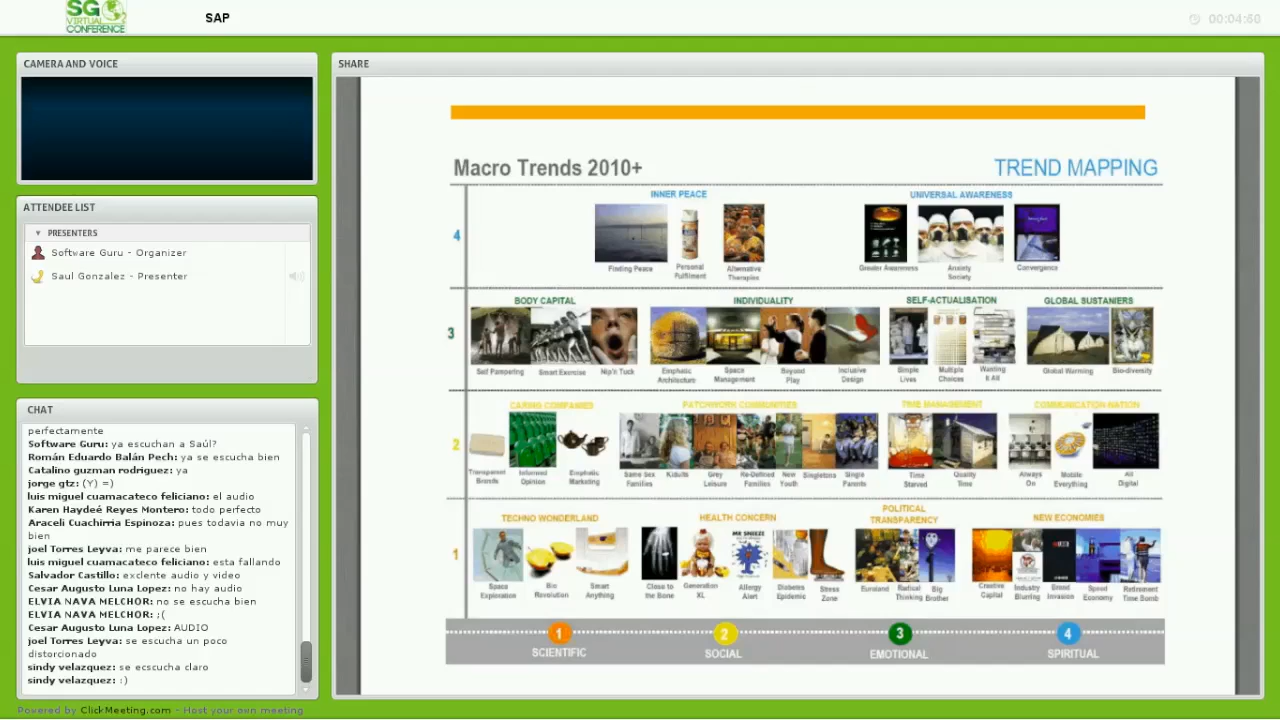 SG
VIRTUAL
CONFERENCE
SAP
00:04:50
CAMERA AND VOICE
ATTENDEE LIST
PRESENTERS
Software Guru - Organizer
Saul Gonzalez - Presenter
CHAT
perfectamente
Software Guru: ya escuchan a Saúl?
Román Eduardo Balán Pech: ya se escucha bien
Catalino guzman rodriguez: ya
jorge gtz: (Y) =)
luis miguel cuamacateco feliciano: el audio
Karen Haydeé Reyes Montero: todo perfecto
Araceli Cuachirria Espinoza: pues todavia no muy
bien
joel Torres Leyva: me parece bien
luis miguel cuamacateco feliciano: esta fallando
Salvador Castillo: exclente audio y video
Cesar Augusto Luna Lopez: no hay audio
ELVIA NAVA MELCHOR: no se escucha bien
ELVIA NAVA MELCHOR: ;(
Cesar Augusto Luna Lopez: AUDIO
joel Torres Leyva: se escucha un poco
distorcionado
sindy velazquez: se ecscucha claro
sindy velazquez: :)
Powered by ClickMeeting.com - Host your own meeting
SHARE
Macro Trends 2010+
TREND MAPPING
4
INNER PEACE
UNIVERSAL AWARENESS
Finding Peace
Personal
Fulfilment
Alternative
Therapies
Greater Awareness
Anxiety
Society
Convergence
3
BODY CAPITAL
INDIVIDUALITY
SELF-ACTUALISATION
GLOBAL SUSTANIERS
Self Pampering
Smart Exercise
Nip'n Tuck
Emphatic
Architecture
Space
Management
Beyond
Play
Inclusive
Design
Simple
Lives
Multiple
Choices
Wanting
It All
Global Warming
Bio-diversity
2
CARING COMPANIES
PATCHWORK COMMUNITIES
TIME MANAGEMENT
COMMUNICATION NATION
Transparent
Brands
Informed
Opinion
Emphatic
Marketing
Same Sex
Families
Kidults
Grey
Leisure
Re-Defined
Families
New
Youth
Singletons
Single
Parents
Time
Starved
Quality
Time
Always
On
Mobile
Everything
All
Digital
1
TECHNO WONDERLAND
HEALTH CONCERN
POLITICAL
TRANSPARENCY
NEW ECONOMIES
MR SNEEZE
Space
Exploration
Bio
Revolution
Smart
Anything
Close to
the Bone
Generation
XL
Allergy
Alert
Diabetes
Epidemic
Stress
Zone
Euroland
Radical
Thinking
Big
Brother
Creative
Capital
Industry
Blurring
Brand
Invasion
Speed
Economy
Retirement
Time Bomb
1
SCIENTIFIC
2
SOCIAL
3
EMOTIONAL
4
SPIRITUAL